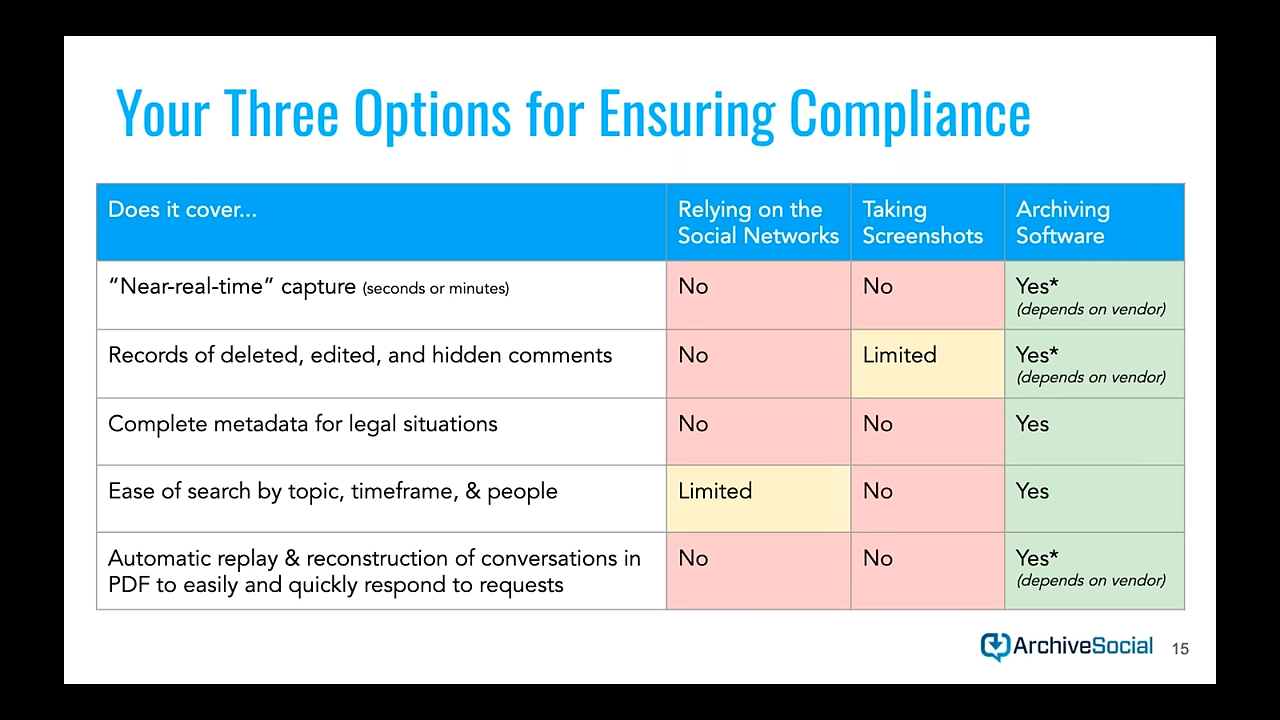 Your Three Options for Ensuring Compliance
Does it cover...
Relying on the
Social Networks
Taking
Screenshots
Archiving
Software
“Near-real-time” capture (seconds or minutes)
No
No
Yes*
(depends on vendor)
Records of deleted, edited, and hidden comments
No
Limited
Yes*
(depends on vendor)
Complete metadata for legal situations
No
No
Yes
Ease of search by topic, timeframe, & people
Limited
No
Yes
Automatic replay & reconstruction of conversations in
PDF to easily and quickly respond to requests
No
No
Yes*
(depends on vendor)
ArchiveSocial
15